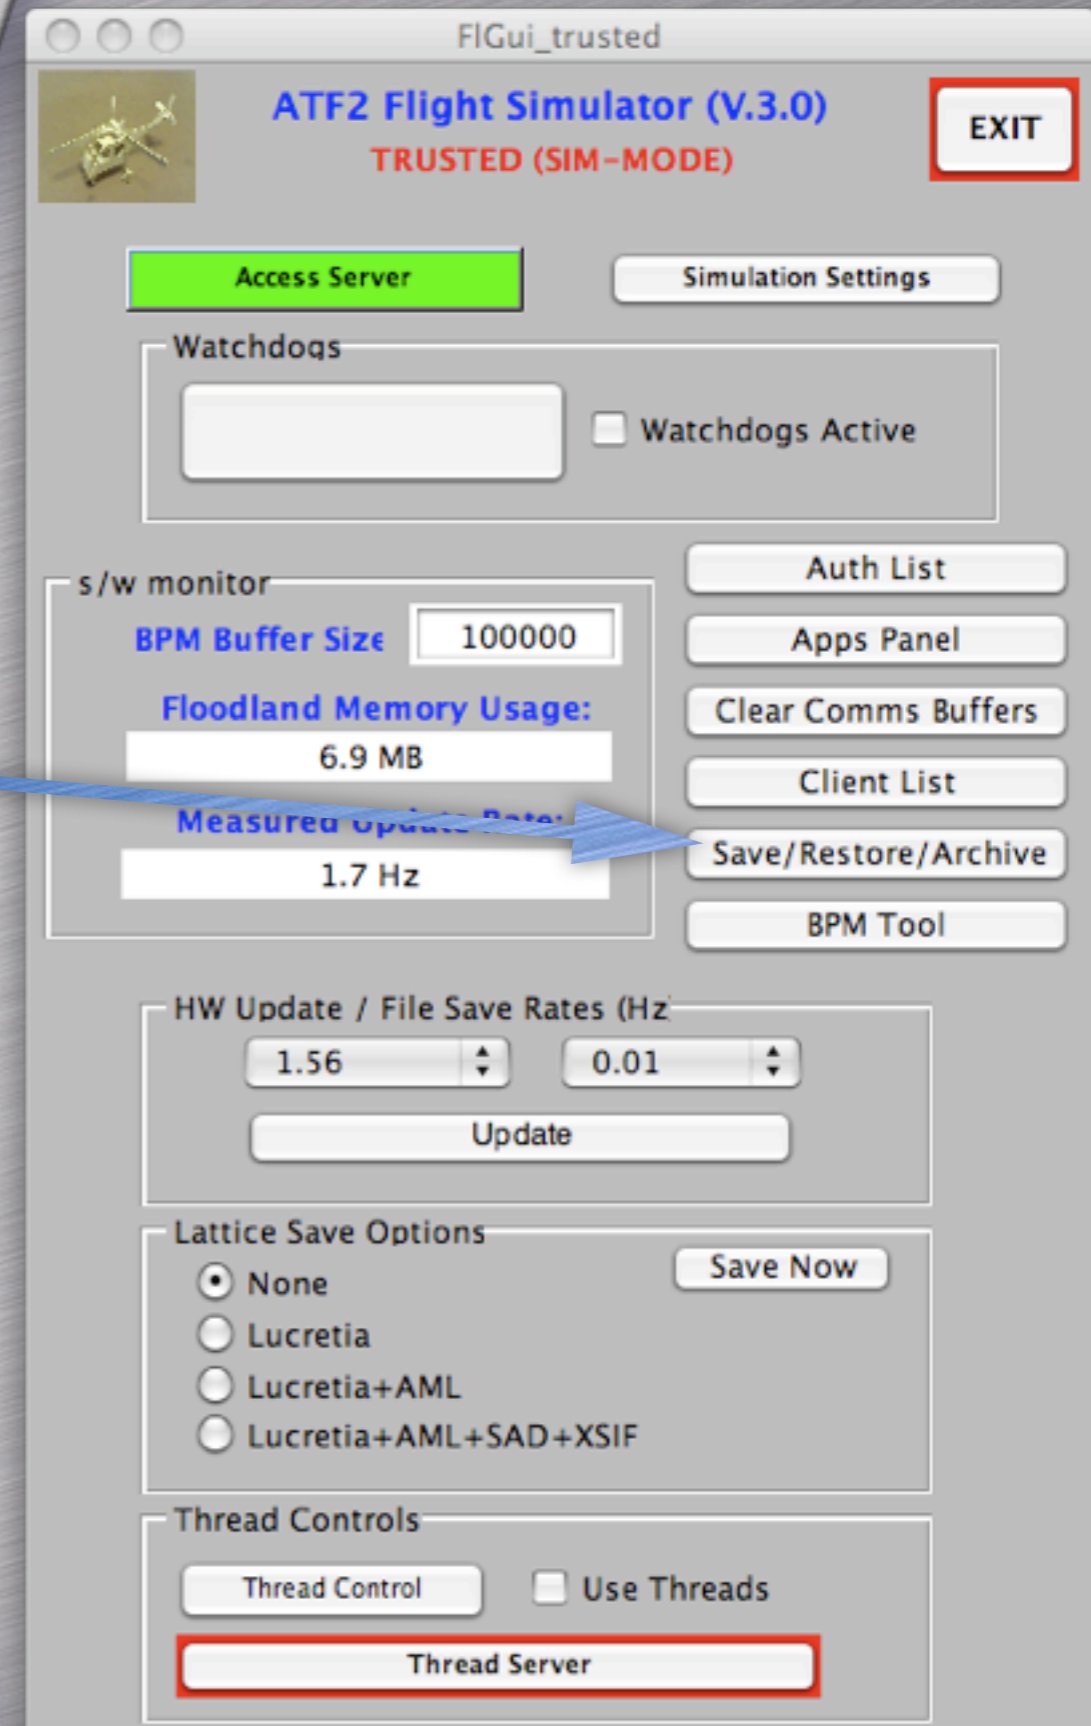 FlGui_trusted
ATF2 Flight Simulator (V.3.0)
TRUSTED (SIM-MODE)
EXIT
Access Server
Simulation Settings
Watchdogs
Watchdogs Active
s/w monitor
BPM Buffer Size
100000
Floodland Memory Usage:
6.9 MB
Measured Update Rate:
1.7 Hz
Auth List
Apps Panel
Clear Comms Buffers
Client List
Save/Restore/Archive
BPM Tool
HW Update / File Save Rates (Hz)
1.56
0.01
Update
Lattice Save Options
Save Now
None
Lucretia
Lucretia+AML
Lucretia+AML+SAD+XSIF
Thread Controls
Thread Control
Use Threads
Thread Server